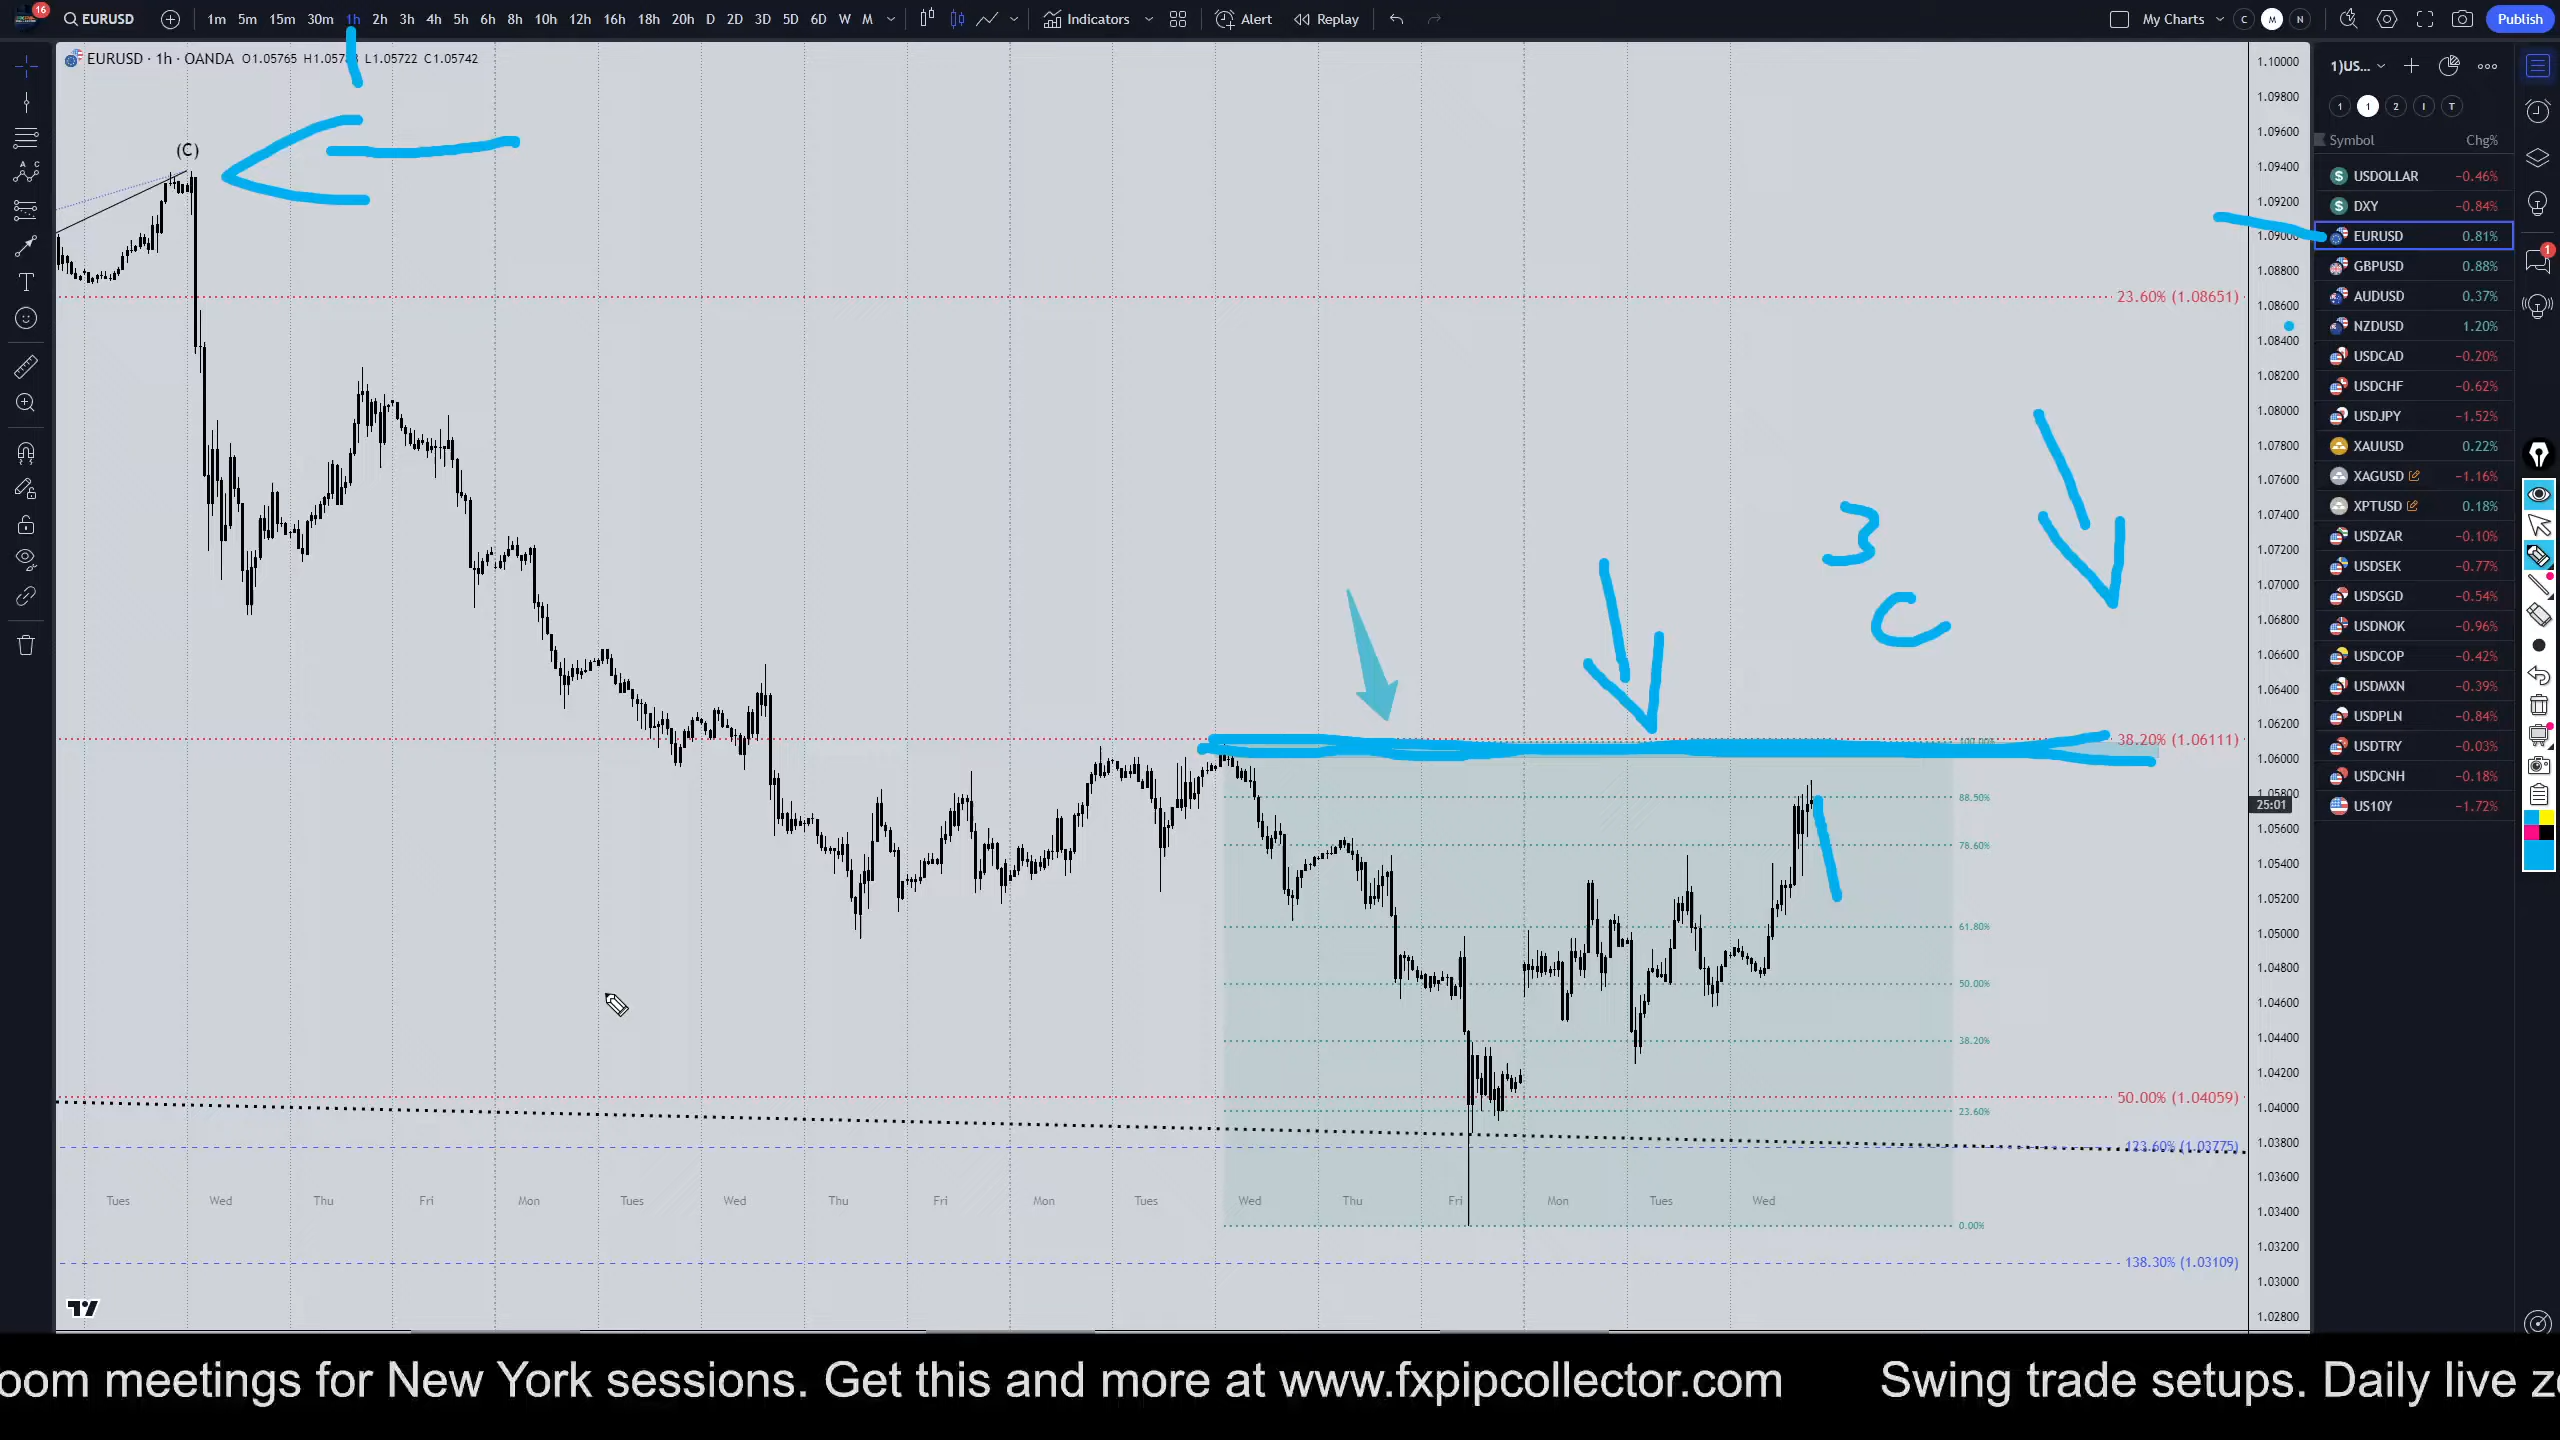 16
EURUSD
1m 5m 15m 30m 1h 2h 3h 4h 5h 6h 8h 10h 12h 16h 18h 20h D 2D 3D 5D 6D W M
Indicators
Alert
Replay
My Charts
C M N
Publish
EURUSD · 1h · OANDA O1.05765 L1.05722 C1.05742
1)US...
1 1 2 I T
Symbol Chg%
USDOLLAR −0.46%
DXY −0.84%
EURUSD 0.81%
GBPUSD 0.88%
AUDUSD 0.37%
NZDUSD 1.20%
USDCAD −0.20%
USDCHF −0.62%
USDJPY −1.52%
XAUUSD 0.22%
XAGUSD −1.16%
XPTUSD 0.18%
USDZAR −0.10%
USDSEK −0.77%
USDSGD −0.54%
USDNOK −0.96%
USDCOP −0.42%
USDMXN −0.39%
USDPLN −0.84%
USDTRY −0.03%
USDCNH −0.18%
US10Y −1.72%
1
A C
(C)
3
C
23.60% (1.08651)
38.20% (1.06111)
50.00% (1.04059)
123.60% (1.03775)
138.30% (1.03109)
100.00%
88.50%
78.60%
61.80%
50.00%
38.20%
23.60%
0.00%
1.10000
1.09800
1.09600
1.09400
1.09200
1.09000
1.08800
1.08600
1.08400
1.08200
1.08000
1.07800
1.07600
1.07400
1.07200
1.07000
1.06800
1.06600
1.06400
1.06200
1.06000
1.05800
25:01
1.05600
1.05400
1.05200
1.05000
1.04800
1.04600
1.04400
1.04200
1.04000
1.03800
1.03600
1.03400
1.03200
1.03000
1.02800
Tues Wed Thu Fri Mon Tues Wed Thu Fri Mon Tues Wed Thu Fri Mon Tues Wed
oom meetings for New York sessions. Get this and more at www.fxpipcollector.com Swing trade setups. Daily live z